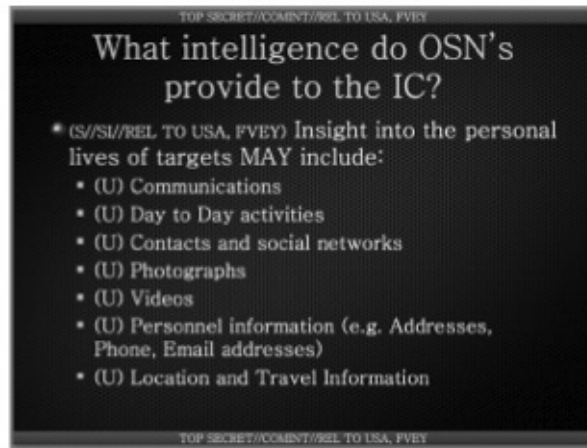 TOP SECRET//COMINT//REL TO USA, FVEY
What intelligence do OSN's
provide to the IC?
(S//SI//REL TO USA, FVEY) Insight into the personal
lives of targets MAY include:
(U) Communications
(U) Day to Day activities
(U) Contacts and social networks
(U) Photographs
(U) Videos
(U) Personnel information (e.g. Addresses,
Phone, Email addresses)
(U) Location and Travel Information
TOP SECRET//COMINT//REL TO USA, FVEY